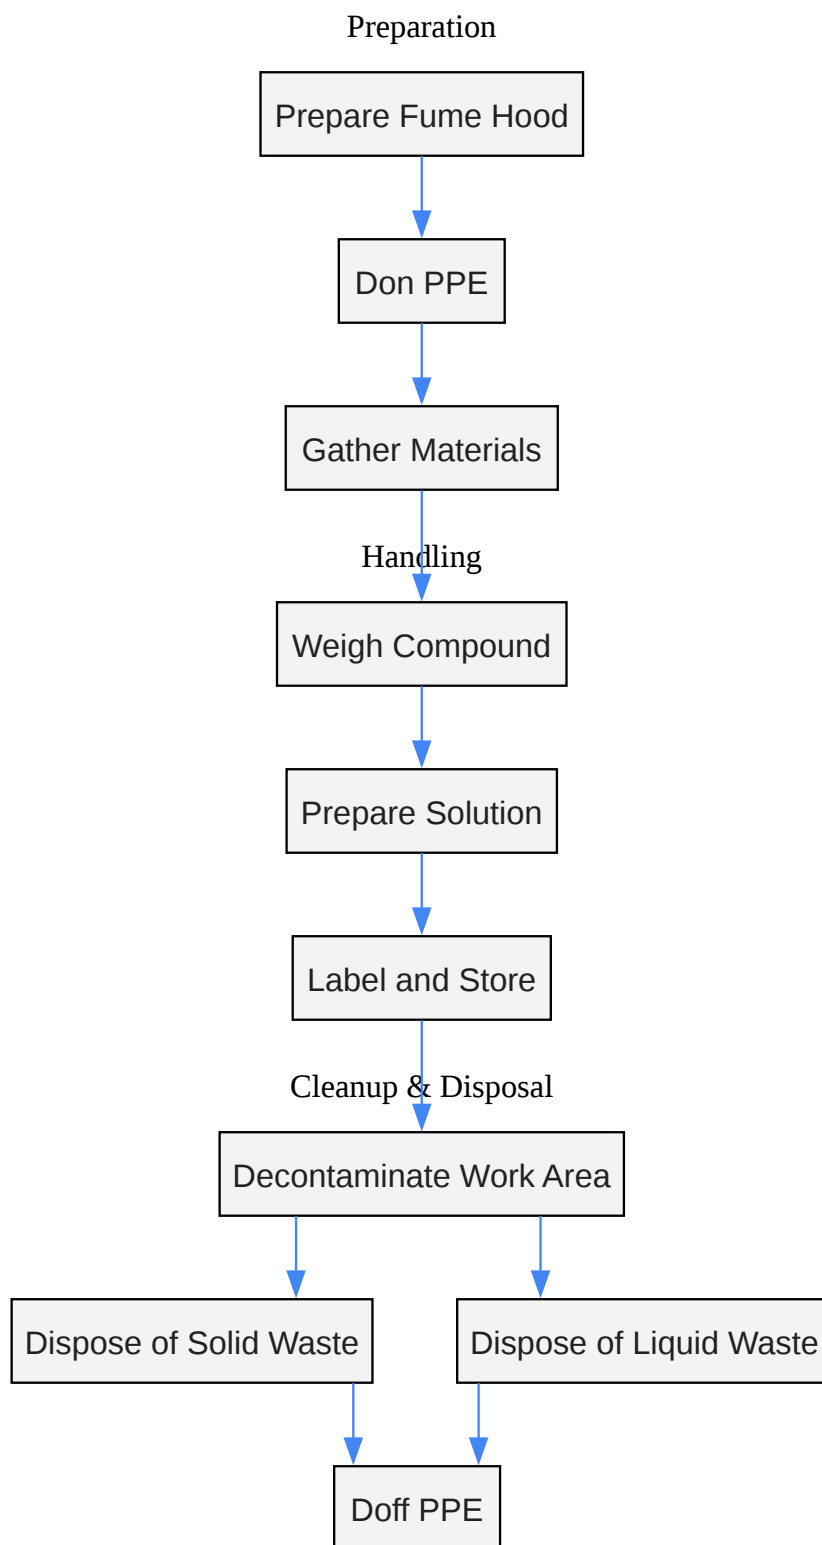 Preparation
Prepare Fume Hood
Don PPE
Gather Materials
Handling
Weigh Compound
Prepare Solution
Label and Store
Cleanup & Disposal
Decontaminate Work Area
Dispose of Solid Waste
Dispose of Liquid Waste
Doff PPE